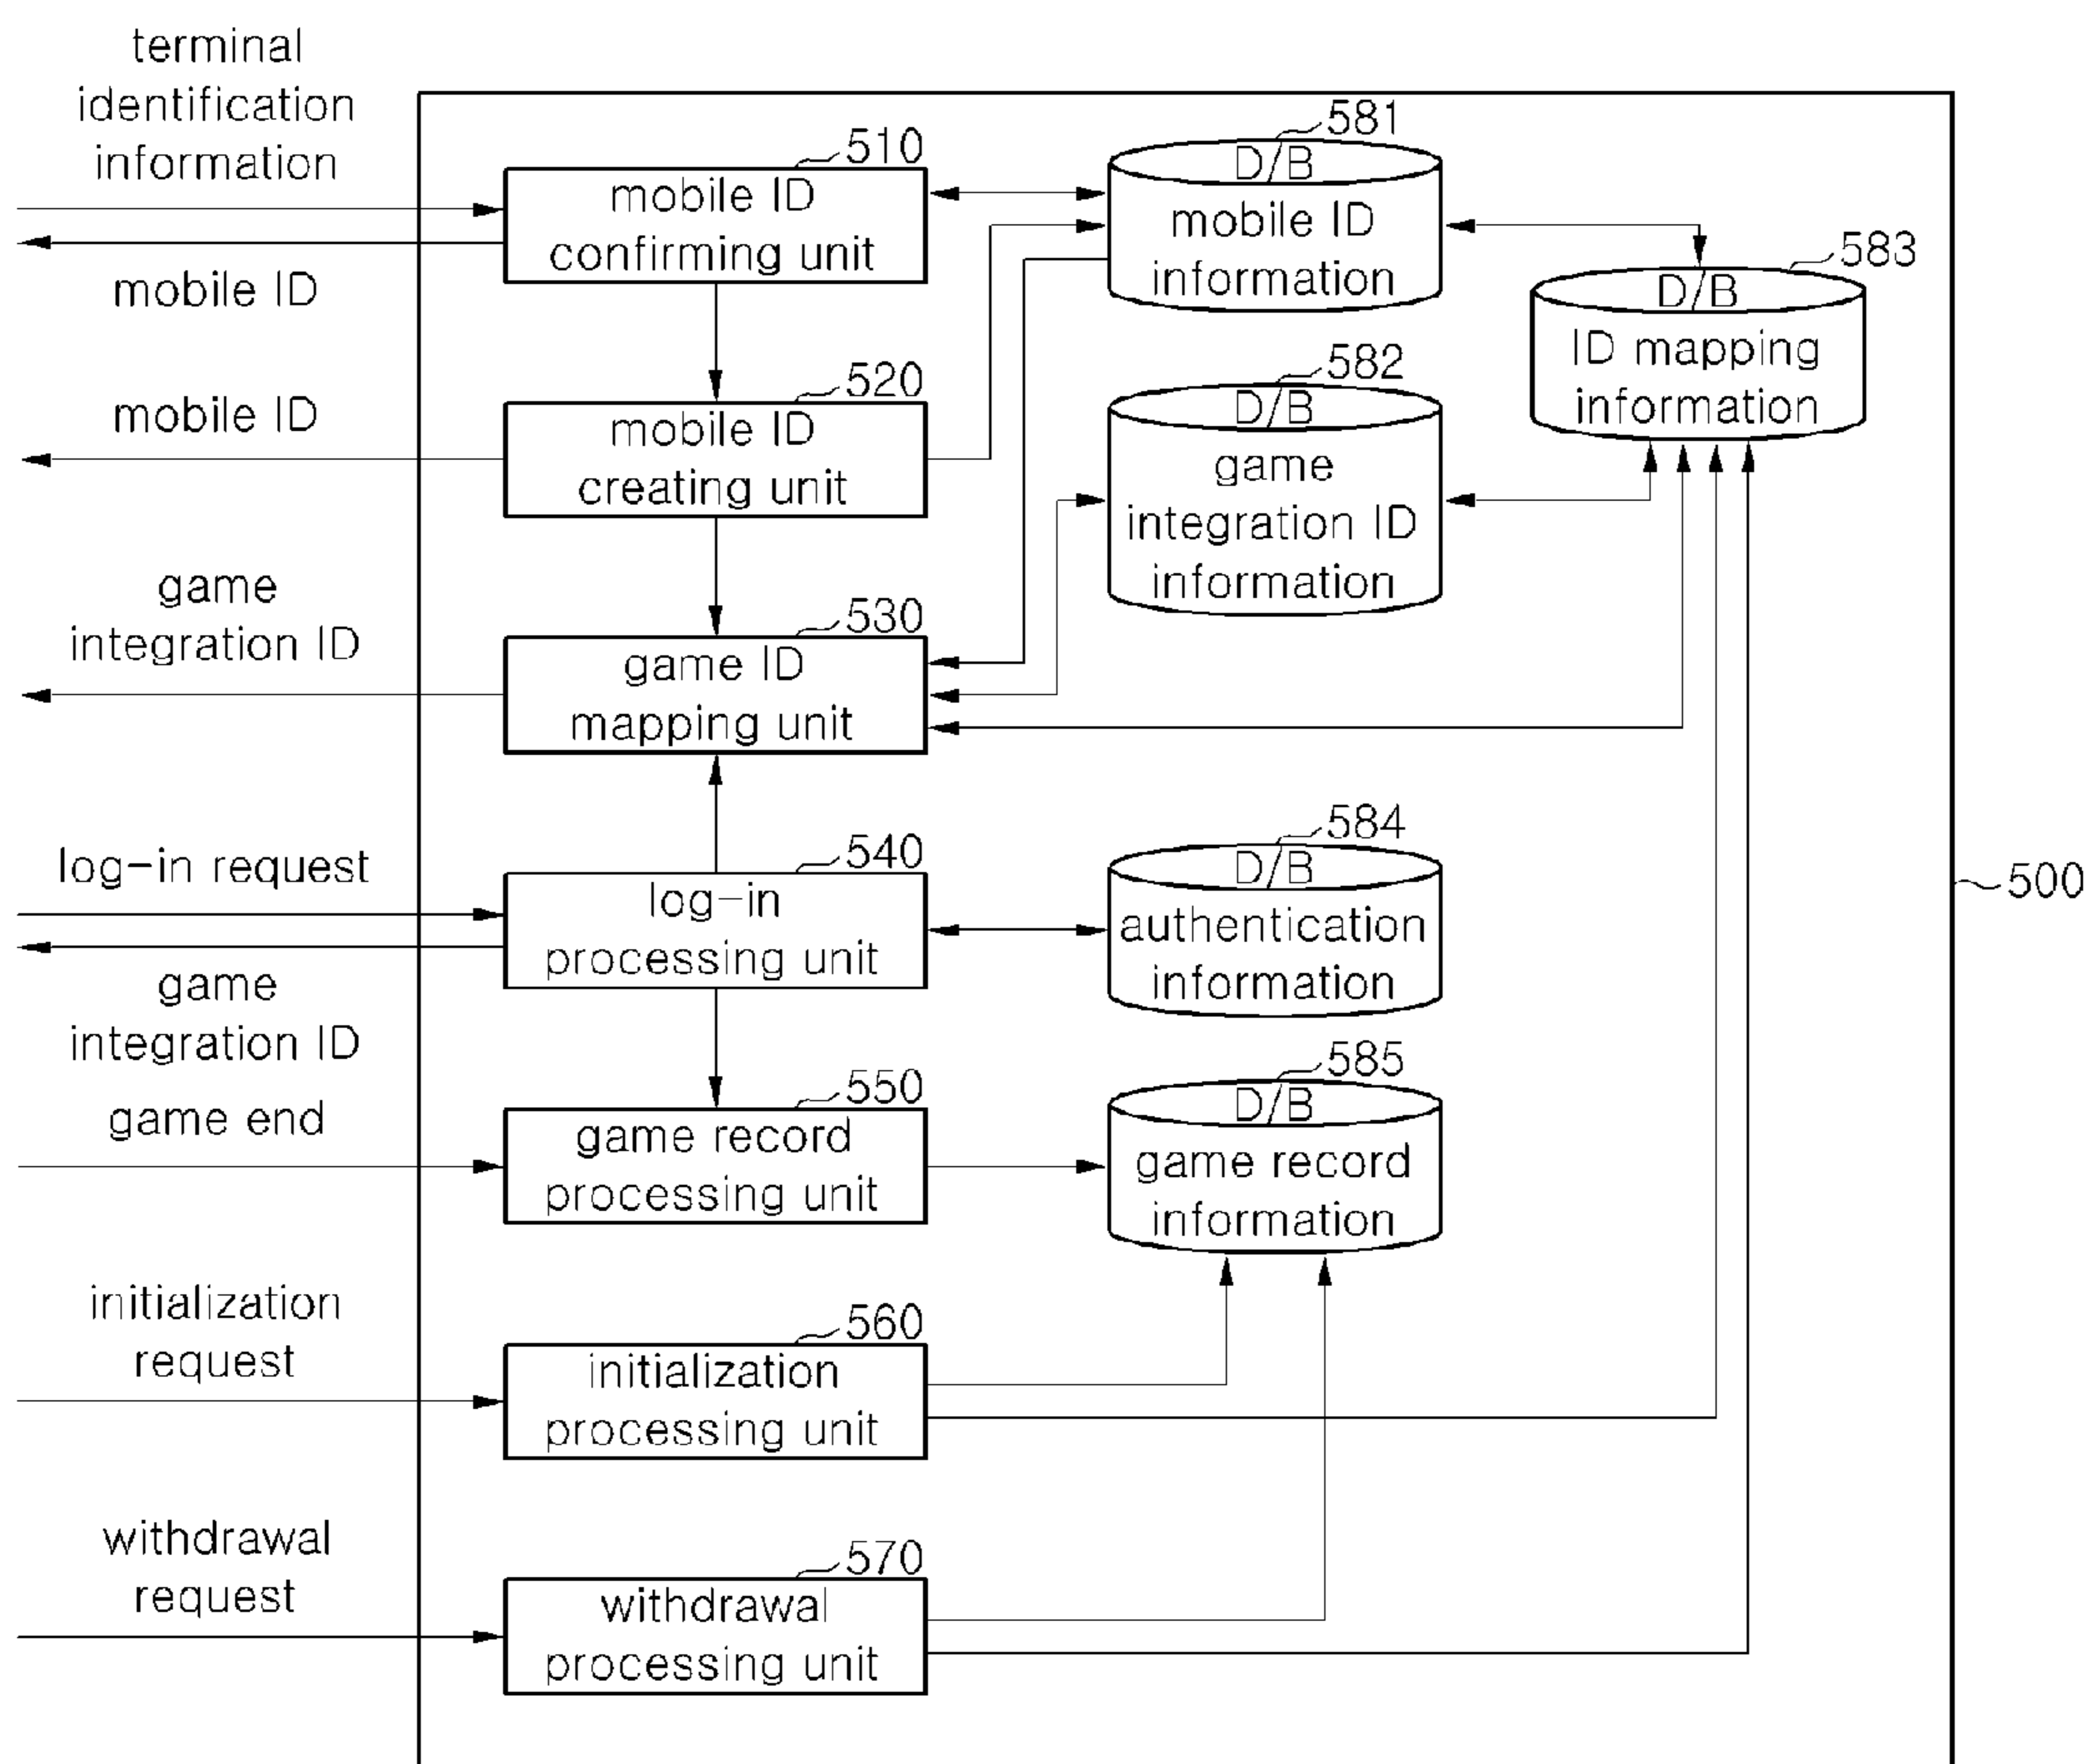 terminal
identification
information
mobile ID
mobile ID
game
integration ID
log-in request
game
integration ID
game end
initialization
request
withdrawal
request
510
mobile ID
confirming unit
520
mobile ID
creating unit
530
game ID
mapping unit
540
log-in
processing unit
550
game record
processing unit
560
initialization
processing unit
570
withdrawal
processing unit
581
D/B
mobile ID
information
582
D/B
game
integration ID
information
583
D/B
ID mapping
information
584
D/B
authentication
information
585
D/B
game record
information
500